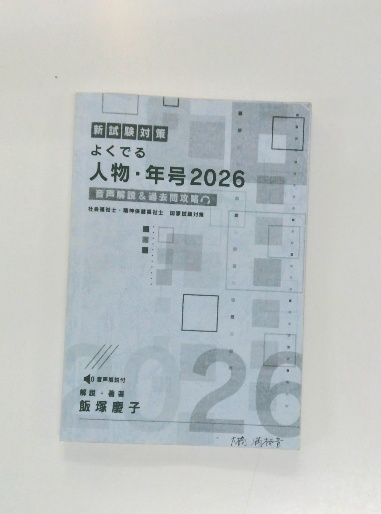 新試験対策
よくでる
人物・年号2026
音声解説&過去問攻略
社会福祉士・精神保健福祉士 国家試験対策
2026
音声解説付
解説・著者
飯塚慶子